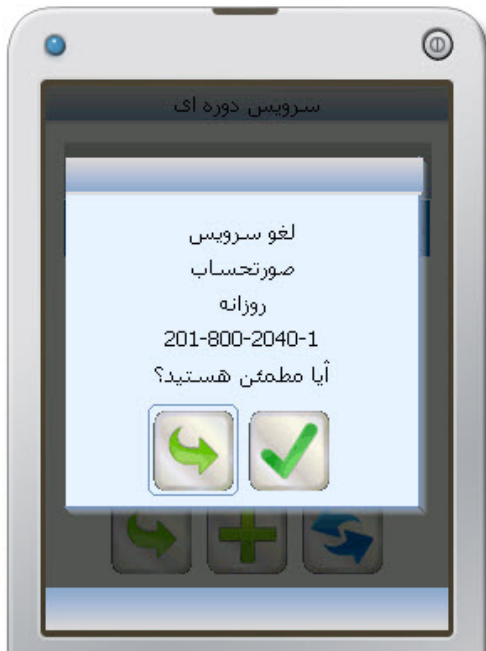 سرویس دوره ای
لغو سرویس
صورتحساب
روزانه
201-800-2040-1
آیا مطمئن هستید؟